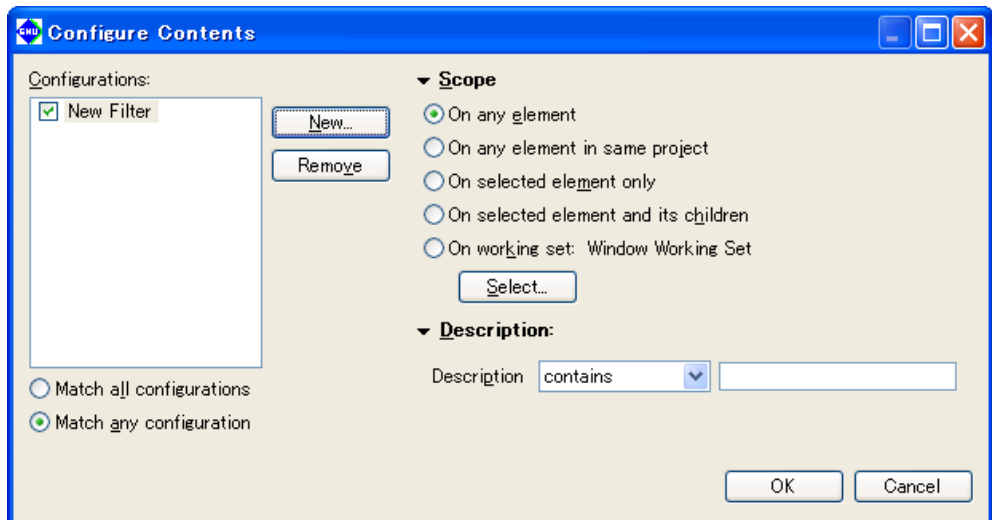 GNU Configure Contents
Configurations:
New Filter
New...
Remove
Match all configurations
Match any configuration
Scope
On any element
On any element in same project
On selected element only
On selected element and its children
On working set: Window Working Set
Select...
Description:
Description contains
OK Cancel